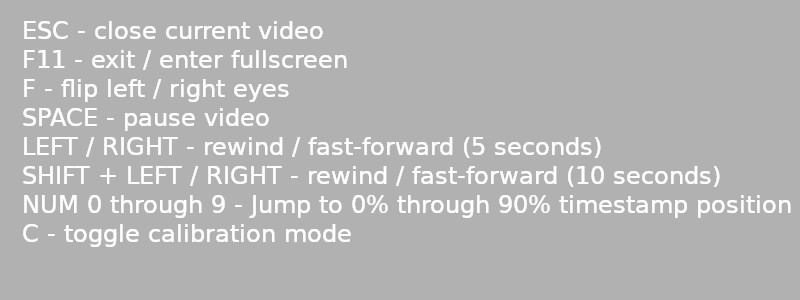 ESC - close current video
F11 - exit / enter fullscreen
F - flip left / right eyes
SPACE - pause video
LEFT / RIGHT - rewind / fast-forward (5 seconds)
SHIFT + LEFT / RIGHT - rewind / fast-forward (10 seconds)
NUM 0 through 9 - Jump to 0% through 90% timestamp position
C - toggle calibration mode